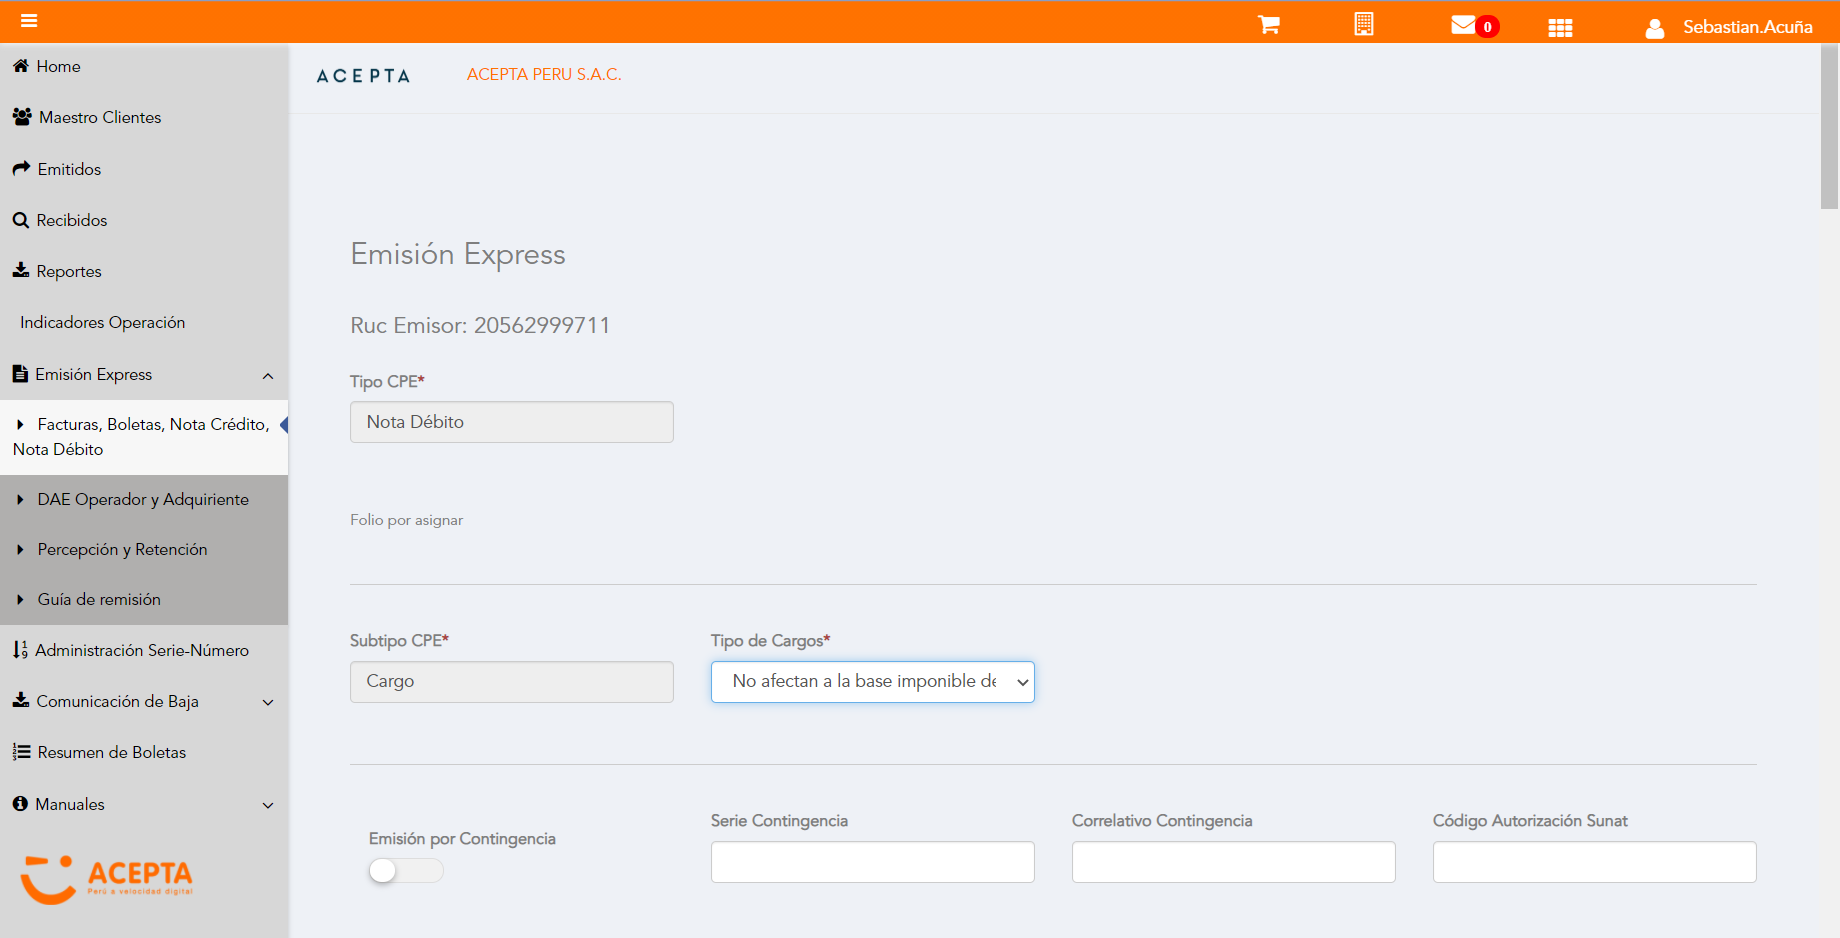 0
Sebastian.Acuña
Home
Maestro Clientes
Emitidos
Recibidos
Reportes
Indicadores Operación
Emisión Express
Facturas, Boletas, Nota Crédito,
Nota Débito
DAE Operador y Adquiriente
Percepción y Retención
Guía de remisión
Administración Serie-Número
Comunicación de Baja
Resumen de Boletas
Manuales
ACEPTA
Perú a velocidad digital
ACEPTA
ACEPTA PERU S.A.C.
Emisión Express
Ruc Emisor: 20562999711
Tipo CPE*
Nota Débito
Folio por asignar
Subtipo CPE*
Tipo de Cargos*
Cargo
No afectan a la base imponible de
Emisión por Contingencia
Serie Contingencia
Correlativo Contingencia
Código Autorización Sunat